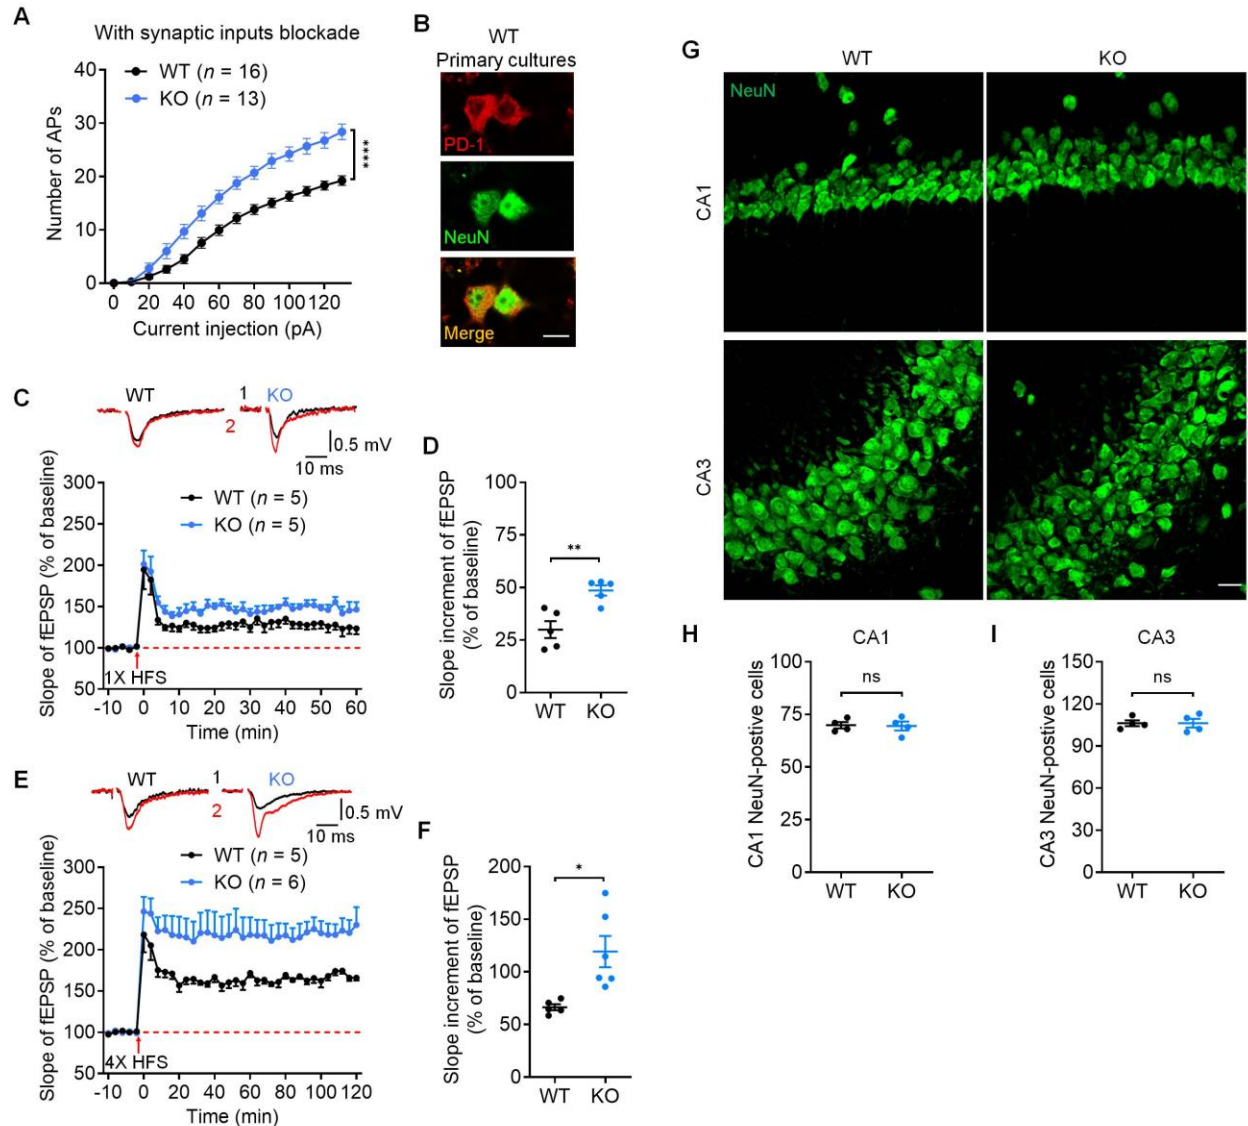 A
With synaptic inputs blockade
WT (n = 16)
KO (n = 13)
****
Number of APs
40
30
20
10
0
0 20 40 60 80 100 120
Current injection (pA)
B
WT
Primary cultures
PD-1
NeuN
Merge
C
WT 1 KO
2
0.5 mV
10 ms
WT (n = 5)
KO (n = 5)
Slope of fEPSP (% of baseline)
300
250
200
150
100
50
1X HFS
-10 0 10 20 30 40 50 60
Time (min)
D
Slope increment of fEPSP
(% of baseline)
100
75
50
25
0
**
WT KO
E
WT 1 KO
2
0.5 mV
10 ms
WT (n = 5)
KO (n = 6)
Slope of fEPSP (% of baseline)
300
250
200
150
100
50
4X HFS
-10 0 20 40 60 80 100 120
Time (min)
F
Slope increment of fEPSP
(% of baseline)
200
150
100
50
0
*
WT KO
G
WT KO
NeuN
CA1
CA3
H
CA1
CA1 NeuN-postive cells
100
75
50
25
0
ns
WT KO
I
CA3
CA3 NeuN-postive cells
150
120
90
60
30
0
ns
WT KO